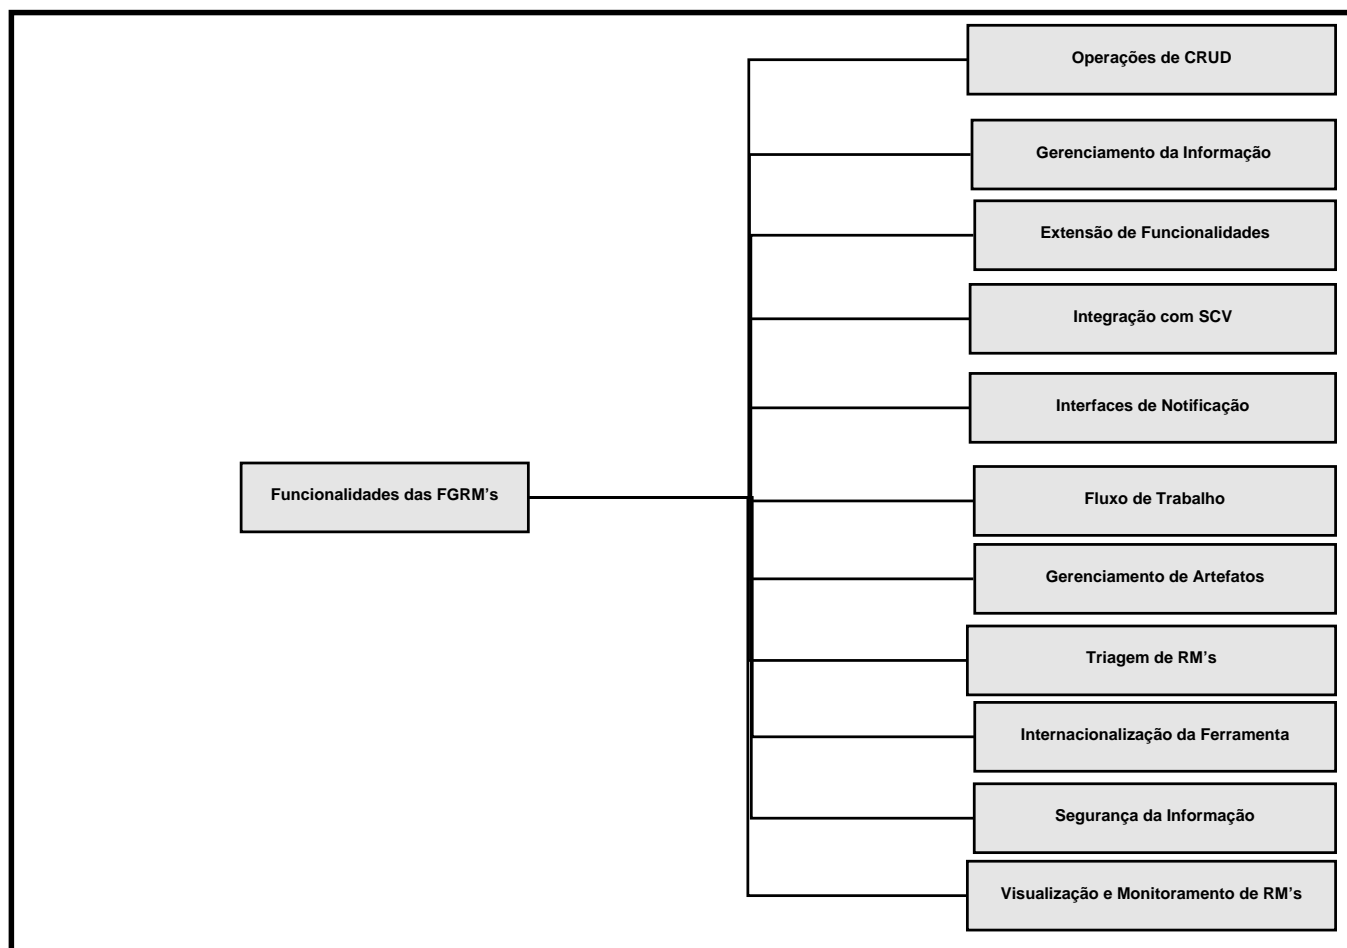 Operações de CRUD
Gerenciamento da Informação
Extensão de Funcionalidades
Integração com SCV
Interfaces de Notificação
Funcionalidades das FGRM’s
Fluxo de Trabalho
Gerenciamento de Artefatos
Triagem de RM’s
Internacionalização da Ferramenta
Segurança da Informação
Visualização e Monitoramento de RM’s